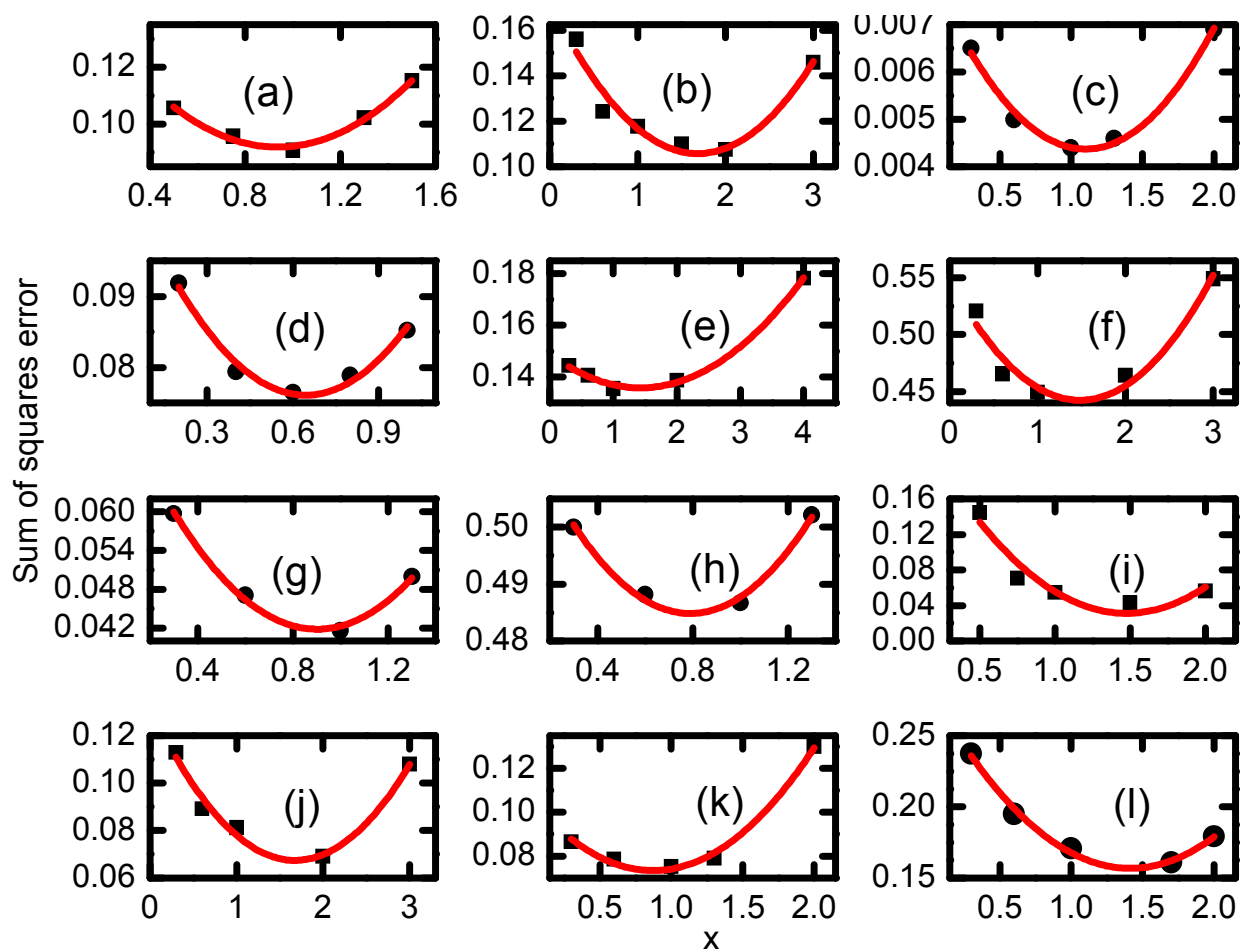 0.12
0.10
0.4 0.8 1.2 1.6
(a)
0.16
0.14
0.12
0.10
0 1 2 3
(b)
0.007
0.006
0.005
0.004
0.5 1.0 1.5 2.0
(c)
Sum of squares error
0.09
0.08
0.3 0.6 0.9
(d)
0.18
0.16
0.14
0 1 2 3 4
(e)
0.55
0.50
0.45
0 1 2 3
(f)
0.060
0.054
0.048
0.042
0.4 0.8 1.2
(g)
0.50
0.49
0.48
0.4 0.8 1.2
(h)
0.16
0.12
0.08
0.04
0.00
0.5 1.0 1.5 2.0
(i)
0.12
0.10
0.08
0.06
0 1 2 3
(j)
0.12
0.10
0.08
0.5 1.0 1.5 2.0
(k)
0.25
0.20
0.15
0.5 1.0 1.5 2.0
(l)
x